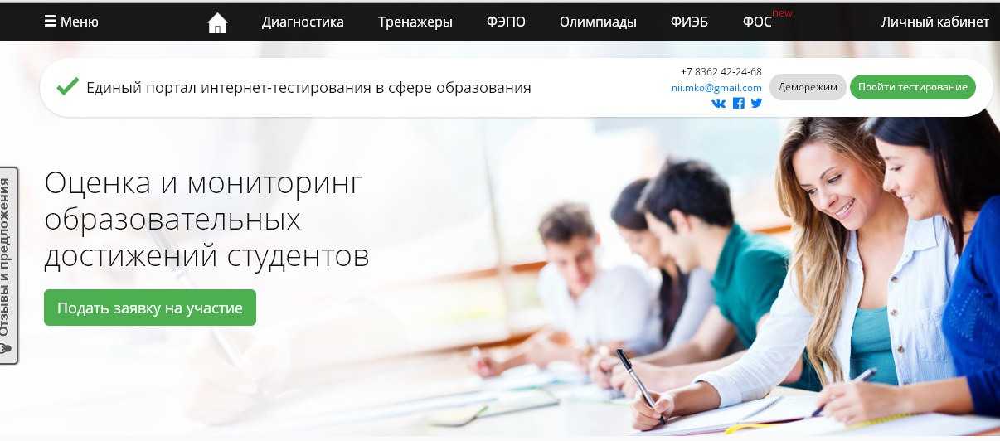 Меню
Диагностика
Тренажеры
ФЭПО
Олимпиады
ФИЭБ
ФОС new
Личный кабинет
Единый портал интернет-тестирования в сфере образования
+7 8362 42-24-68
nii.mko@gmail.com
Деморежим
Пройти тестирование
Оценка и мониторинг
образовательных
достижений студентов
Подать заявку на участие
Отзывы и предложения